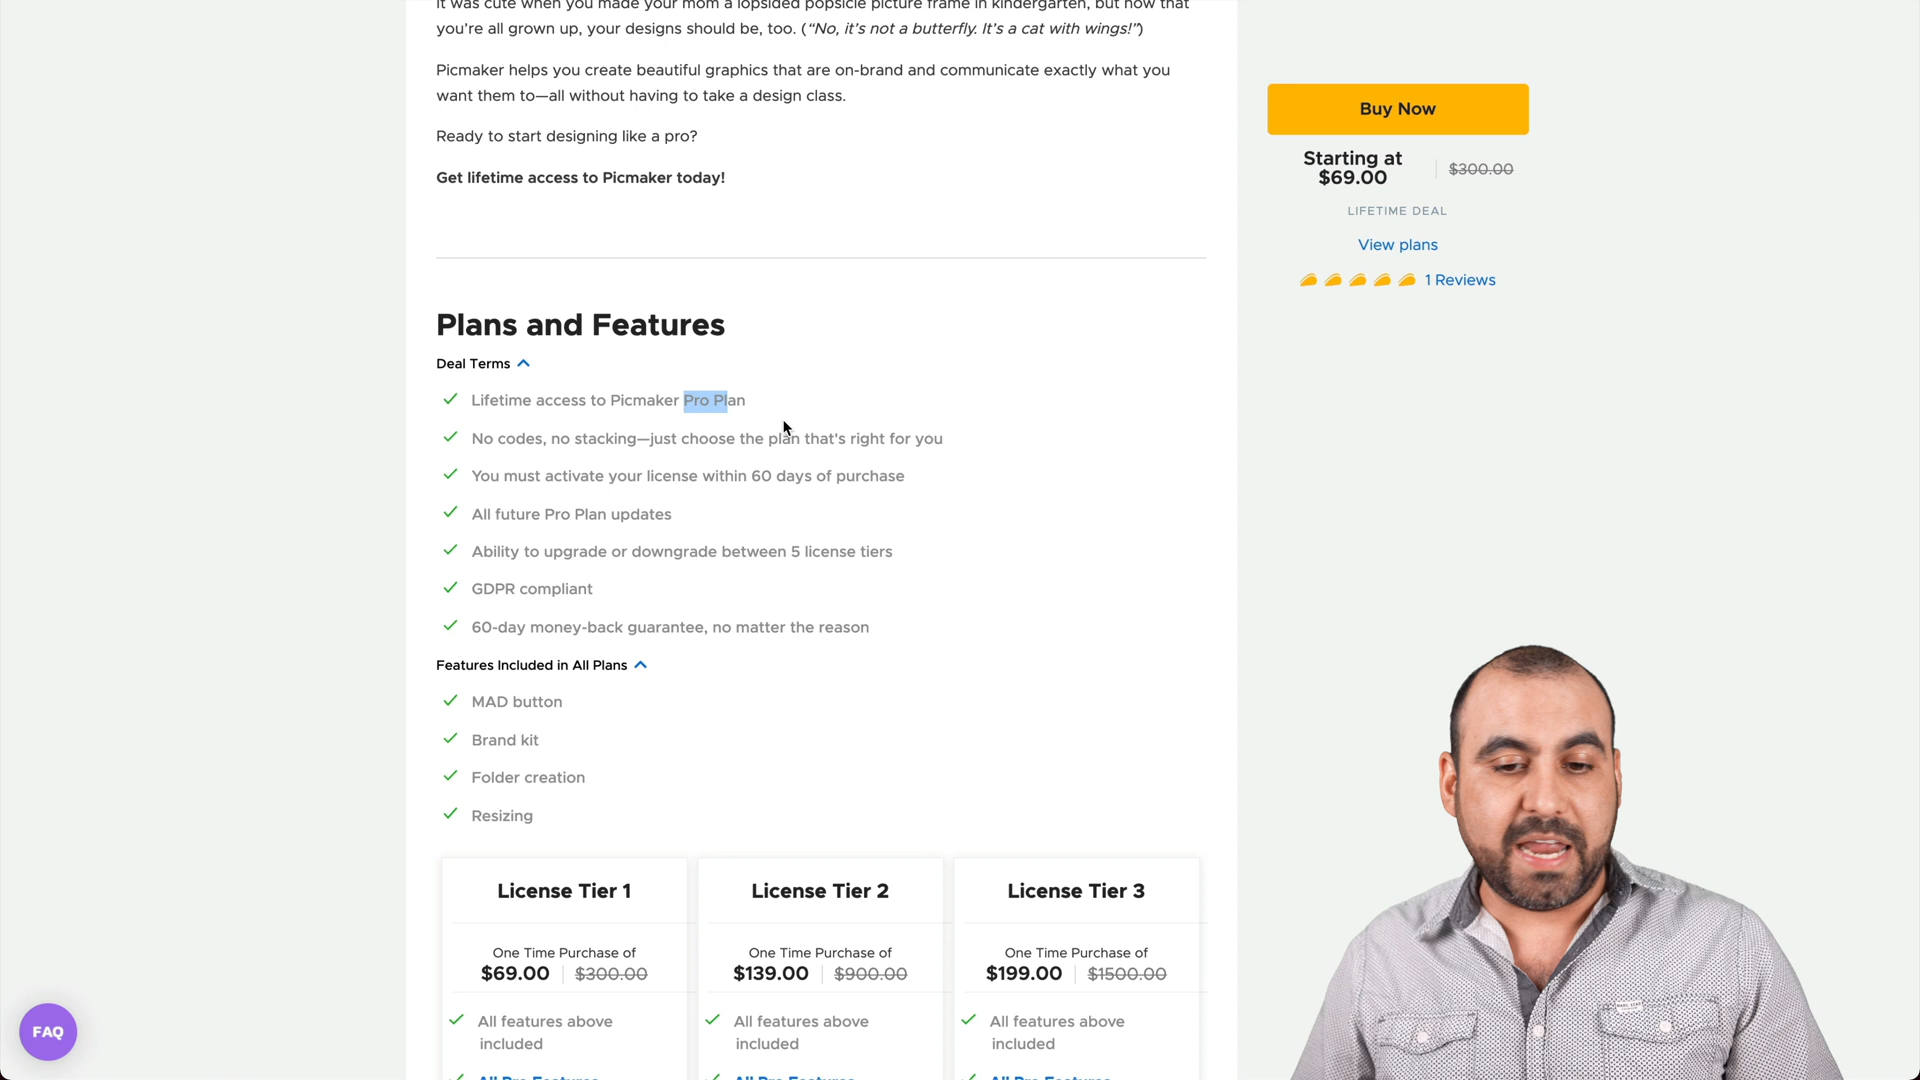 It was cute when you made your mom a lopsided popsicle picture frame in kindergarten, but now that
you're all grown up, your designs should be, too. (“No, it’s not a butterfly. It’s a cat with wings!”)
Picmaker helps you create beautiful graphics that are on-brand and communicate exactly what you
want them to—all without having to take a design class.
Ready to start designing like a pro?
Get lifetime access to Picmaker today!
Buy Now
Starting at
$69.00
$300.00
LIFETIME DEAL
View plans
1 Reviews
Plans and Features
Deal Terms
Lifetime access to Picmaker Pro Plan
No codes, no stacking—just choose the plan that's right for you
You must activate your license within 60 days of purchase
All future Pro Plan updates
Ability to upgrade or downgrade between 5 license tiers
GDPR compliant
60-day money-back guarantee, no matter the reason
Features Included in All Plans
MAD button
Brand kit
Folder creation
Resizing
License Tier 1
One Time Purchase of
$69.00 $300.00
All features above
included
All Pro Features
License Tier 2
One Time Purchase of
$139.00 $900.00
All features above
included
All Pro Features
License Tier 3
One Time Purchase of
$199.00 $1500.00
All features above
included
All Pro Features
FAQ